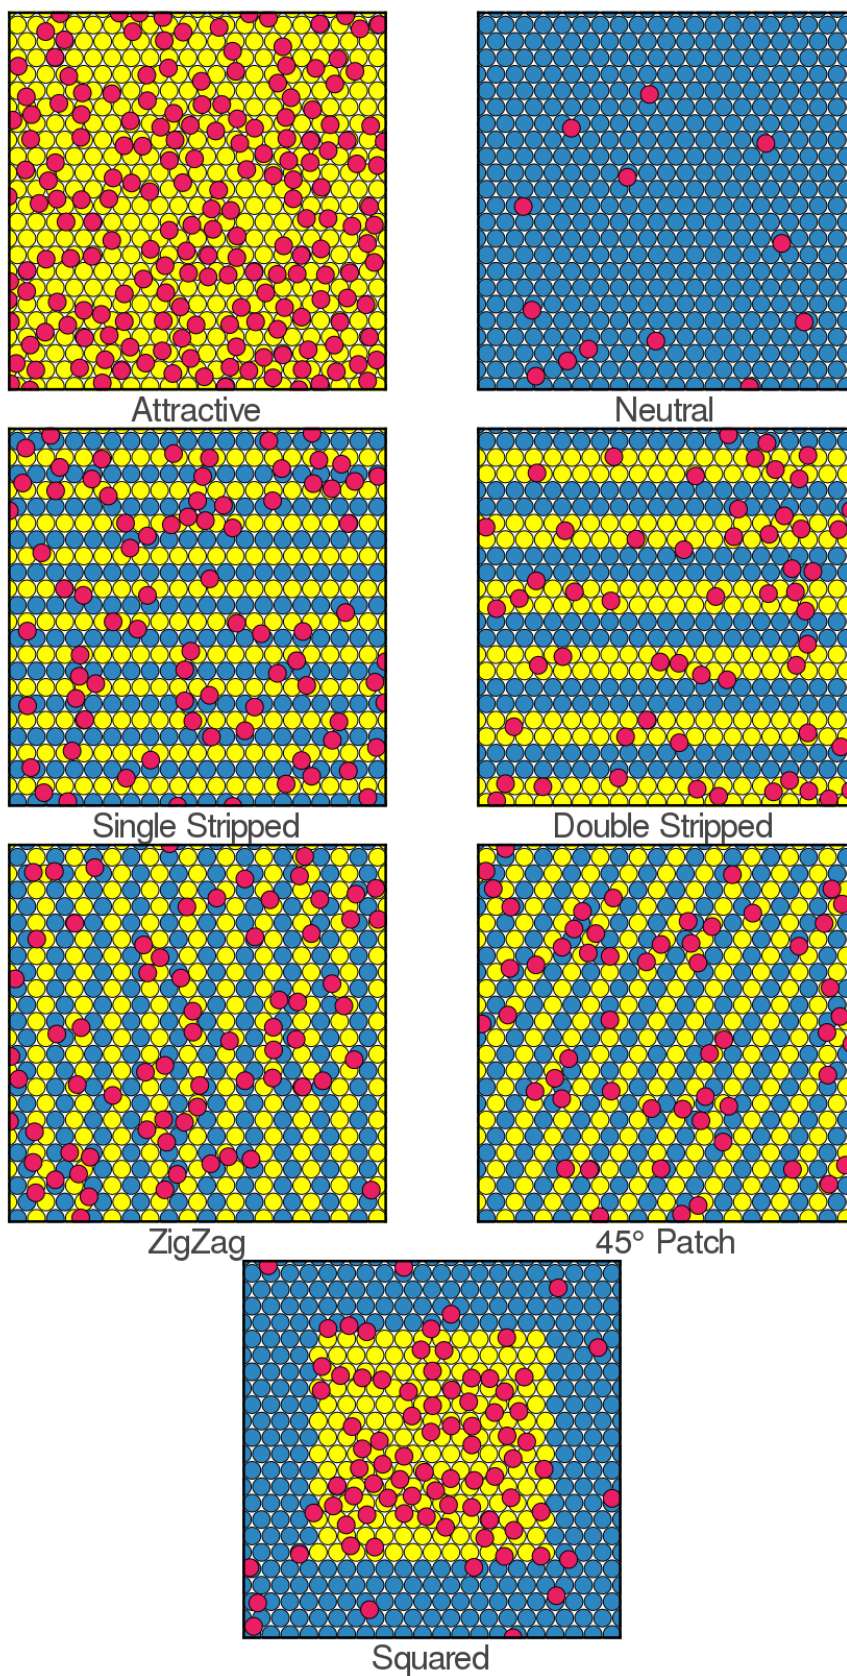 Attractive
Neutral
Single Stripped
Double Stripped
ZigZag
45° Patch
Squared